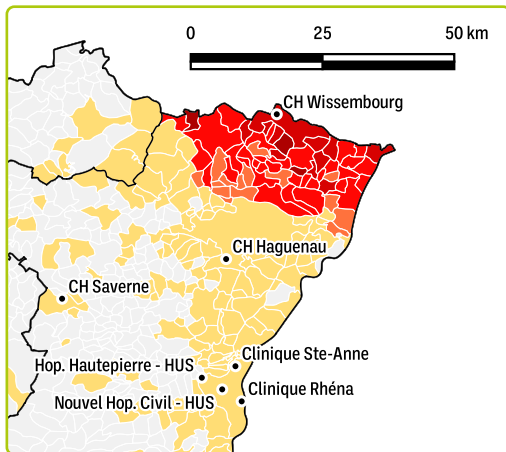 0 25 50 km
CH Wissembourg
CH Haguenau
CH Saverne
Clinique Ste-Anne
Hop. Hautepierre - HUS
Clinique Rhéna
Nouvel Hop. Civil - HUS